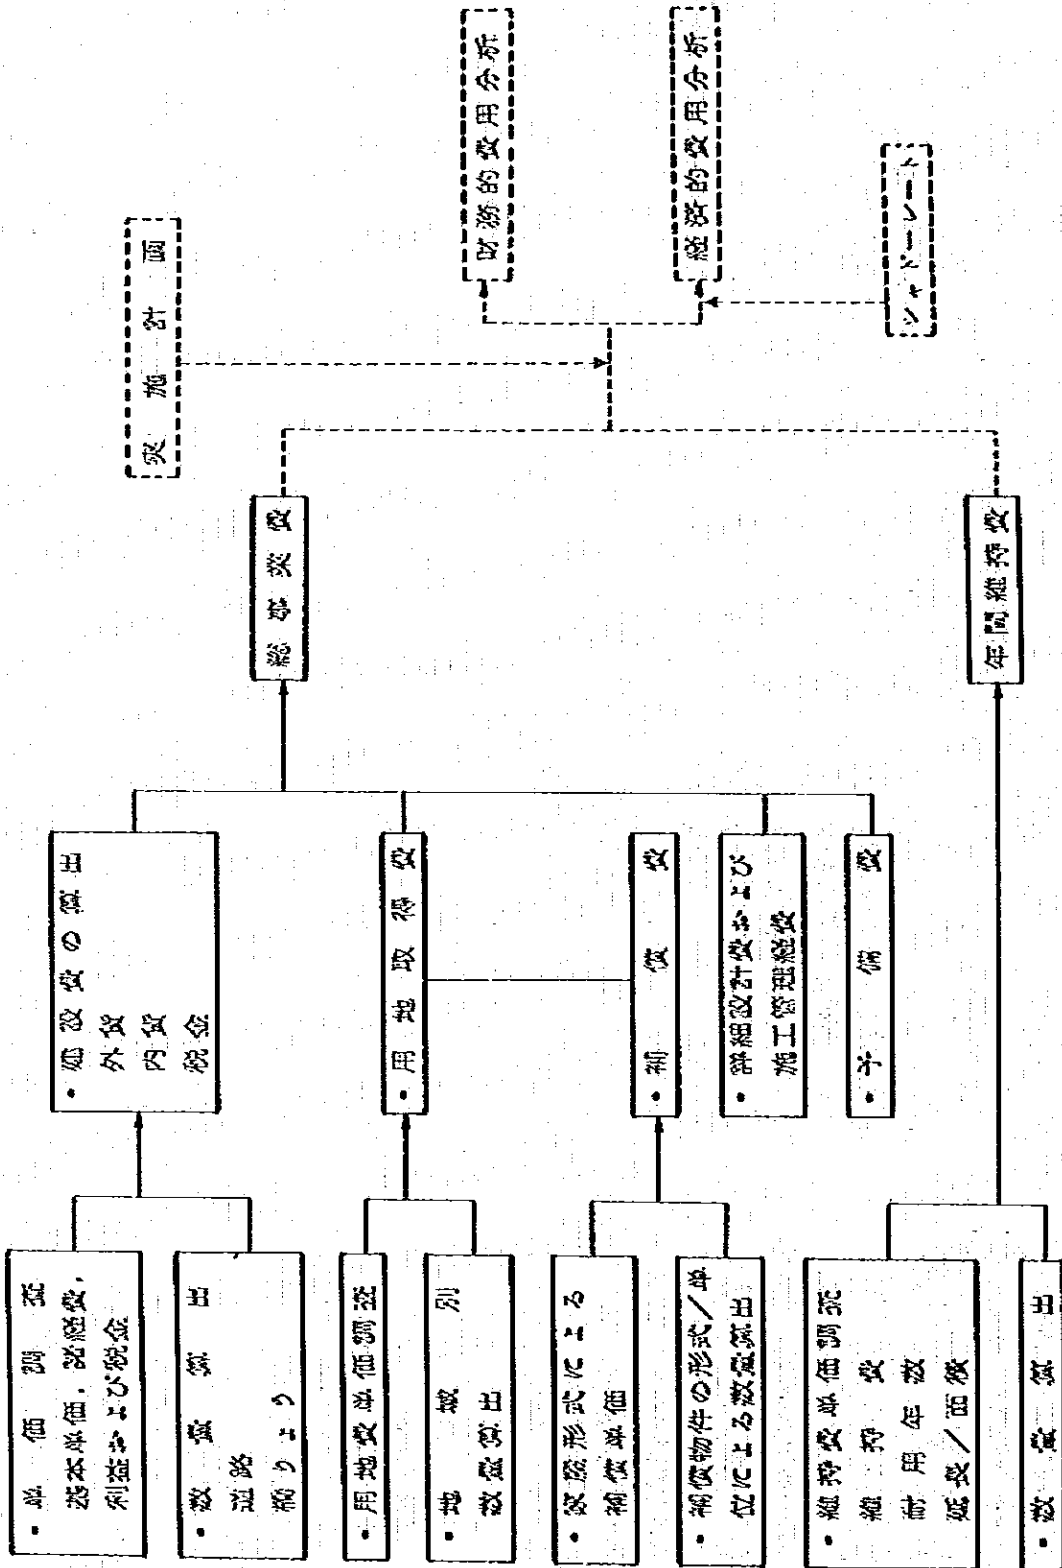 ・単価調査
基本単価、諸経費、
利益および税金
・数量算出
道路
橋りょう
・用地費単価調査
・地域別
数量算出
・家屋形式による
補償単価
・補償物件の形式／単
位による数量算出
・維持費単価調査
維持費
耐用年数
延長／面積
・数量算出
・建設費の算出
外貨
内貨
税金
・用地取得費
・補償費
・詳細設計費および
施工管理経費
・予備費
総事業費
年間維持費
実施計画
財務的費用分析
経済的費用分析
シャドーレート